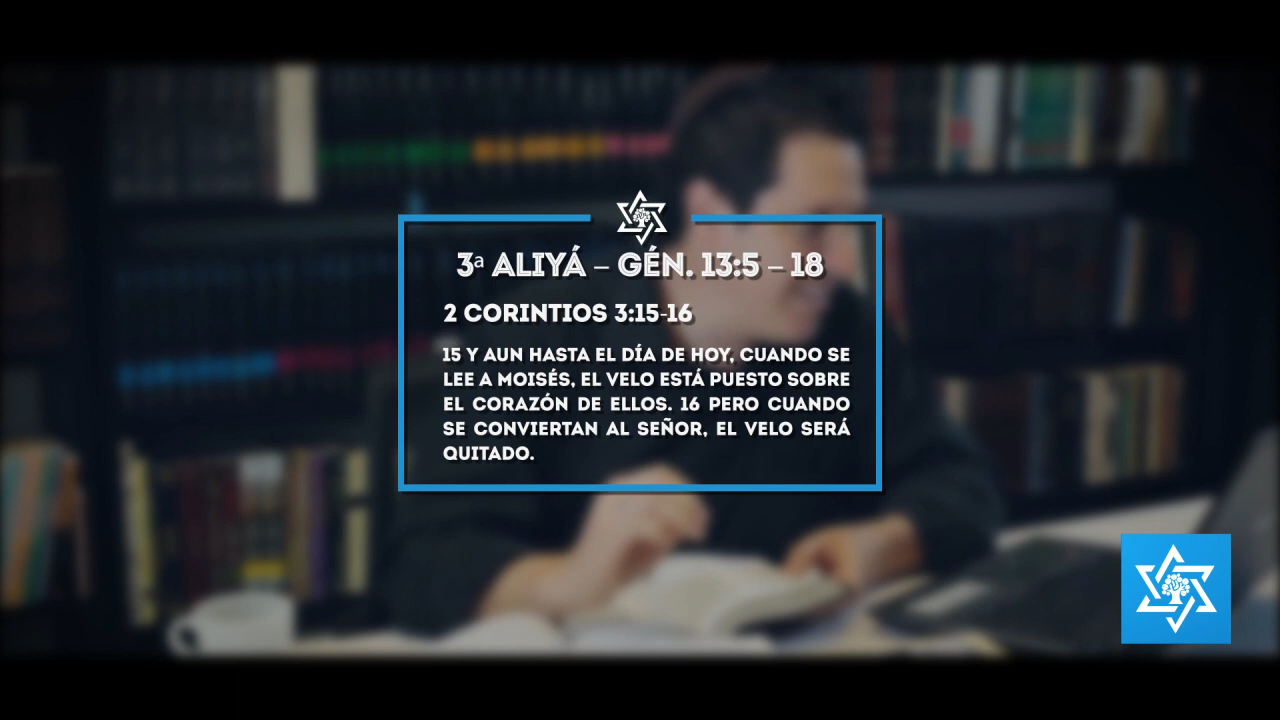 3ª ALIYÁ – GÉN. 13:5 – 18
2 CORINTIOS 3:15-16
15 Y AUN HASTA EL DÍA DE HOY, CUANDO SE
LEE A MOISÉS, EL VELO ESTÁ PUESTO SOBRE
EL CORAZÓN DE ELLOS. 16 PERO CUANDO
SE CONVIERTAN AL SEÑOR, EL VELO SERÁ
QUITADO.